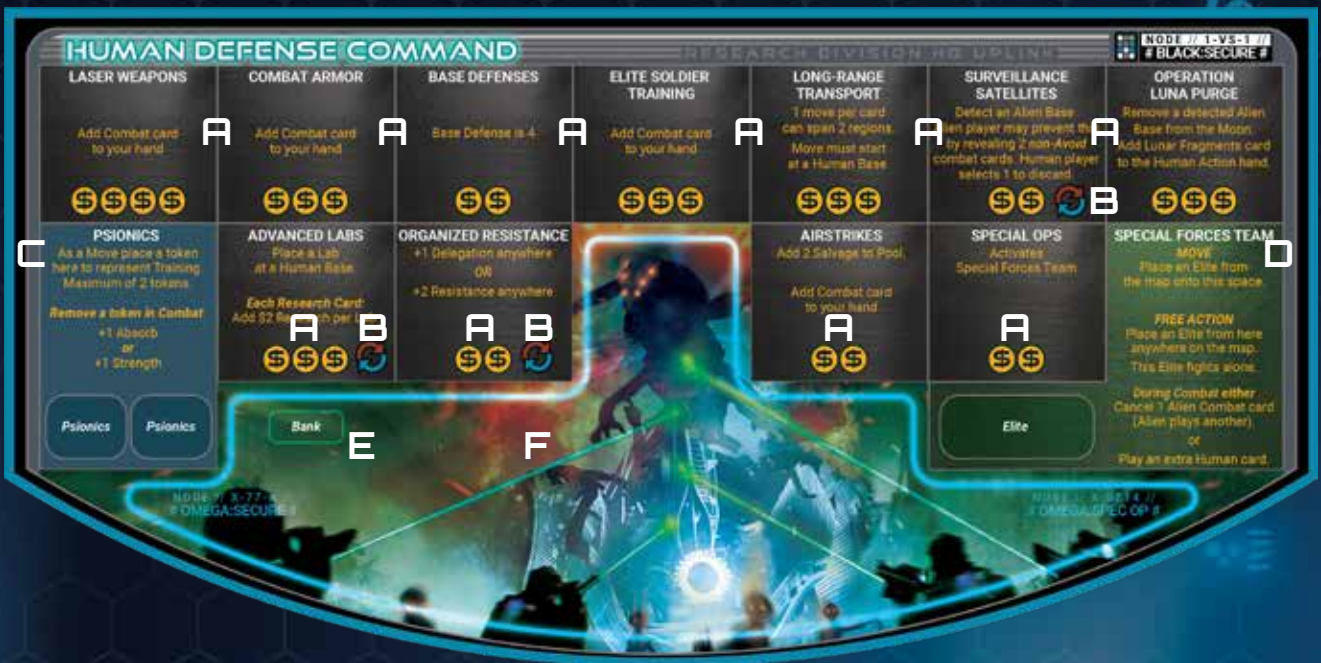 HUMAN DEFENSE COMMAND
RESEARCH DIVISION HQ UPLINK
NODE // 1-VS-1 //
# BLACK:SECURE #
LASER WEAPONS
Add Combat card
to your hand
A
COMBAT ARMOR
Add Combat card
to your hand
A
BASE DEFENSES
Base Defense is 4
A
ELITE SOLDIER
TRAINING
Add Combat card
to your hand
A
LONG-RANGE
TRANSPORT
1 move per card
can span 2 regions.
Move must start
at a Human Base
A
SURVEILLANCE
SATELLITES
Detect an Alien Base
player may prevent
by revealing 2 non-Avoid
combat cards. Human player
selects 1 to discard
A
B
OPERATION
LUNA PURGE
Remove a detected Alien
Base from the Moon.
Add Lunar Fragments card
to the Human Action hand.
C
PSIONICS
As a Move place a token
here to represent Training
Maximum of 2 tokens.
Remove a token in Combat
+1 Absorb
or
+1 Strength
Psionics
Psionics
ADVANCED LABS
Place a Lab
at a Human Base.
Each Research Card:
Add $2 Research per
A
B
ORGANIZED RESISTANCE
+1 Delegation anywhere
OR
+2 Resistance anywhere
A
B
AIRSTRIKES
Add 2 Salvage to Pool.
Add Combat card
to your hand
A
SPECIAL OPS
Activates
Special Forces Team
A
SPECIAL FORCES TEAM
D
MOVE
Place an Elite from
the map onto this space.
FREE ACTION
Place an Elite from here
anywhere on the map.
This Elite fights alone.
During Combat either
Cancel 1 Alien Combat card
(Alien plays another)
or
Play an extra Human card.
Bank
E
F
Elite
NODE // X-77-
# OMEGA:SECURE #
NODE //
# OMEGA:SPEC OP #